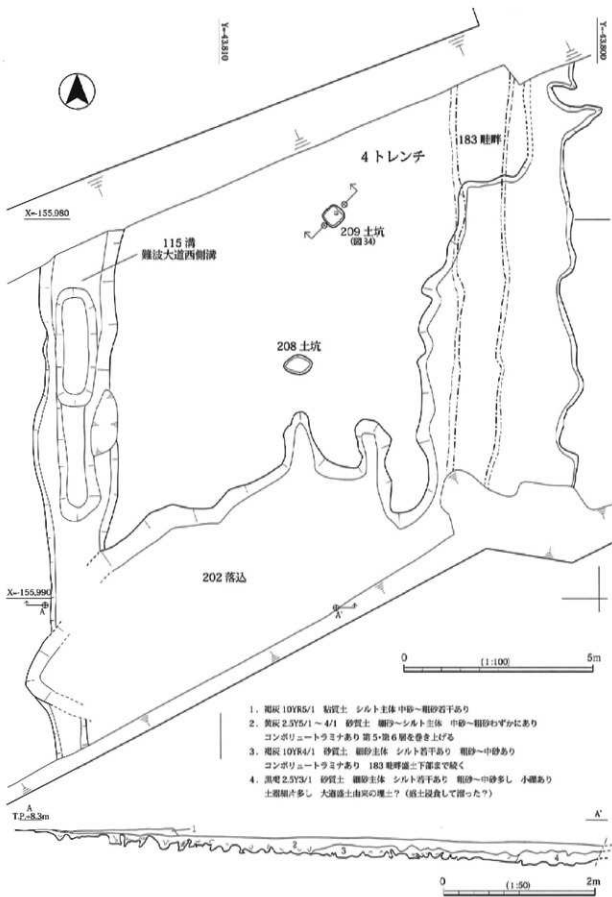 Y=-43,810
Y=-43,800
183 畦畔
4 トレンチ
X=-155,980
209 土坑
(図34)
115 溝
難波大道西側溝
208 土坑
202 落込
X=-155,990
A
A'
0
(1:100)
5m
1. 褐灰 10YR5/1 粘質土 シルト主体 中砂～粗砂若干あり
2. 黄灰 2.5Y5/1 ～ 4/1 砂質土 細砂～シルト主体 中砂～粗砂わずかにあり
コンボリュートラミナあり 第5・第6層を巻き上げる
3. 褐灰 10YR4/1 砂質土 細砂主体 シルト若干あり 粗砂～中砂あり
コンボリュートラミナあり 183 畦畔盛土下部まで続く
4. 黒褐 2.5Y3/1 砂質土 細砂主体 シルト若干あり 粗砂～中砂多し 小礫あり
土器細片多し 大道盛土由来の埋土？（盛土浸食して溜った？）
A
T.P.+8.3m
A'
1
2
3
4
0
(1:50)
2m